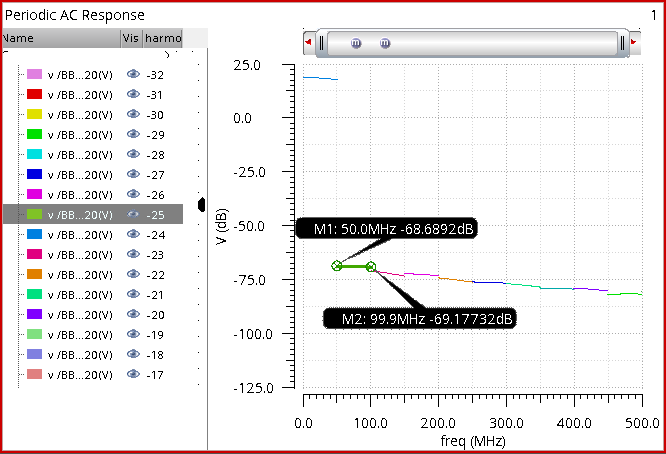 Periodic AC Response 1
Name Vis harmo
v /BB...20(V) -32
v /BB...20(V) -31
v /BB...20(V) -30
v /BB...20(V) -29
v /BB...20(V) -28
v /BB...20(V) -27
v /BB...20(V) -26
v /BB...20(V) -25
v /BB...20(V) -24
v /BB...20(V) -23
v /BB...20(V) -22
v /BB...20(V) -21
v /BB...20(V) -20
v /BB...20(V) -19
v /BB...20(V) -18
v /BB...20(V) -17
m m
25.0
0.0
-25.0
-50.0
-75.0
-100.0
-125.0
V (dB)
M1: 50.0MHz -68.6892dB
M2: 99.9MHz -69.17732dB
0.0 100.0 200.0 300.0 400.0 500.0
freq (MHz)